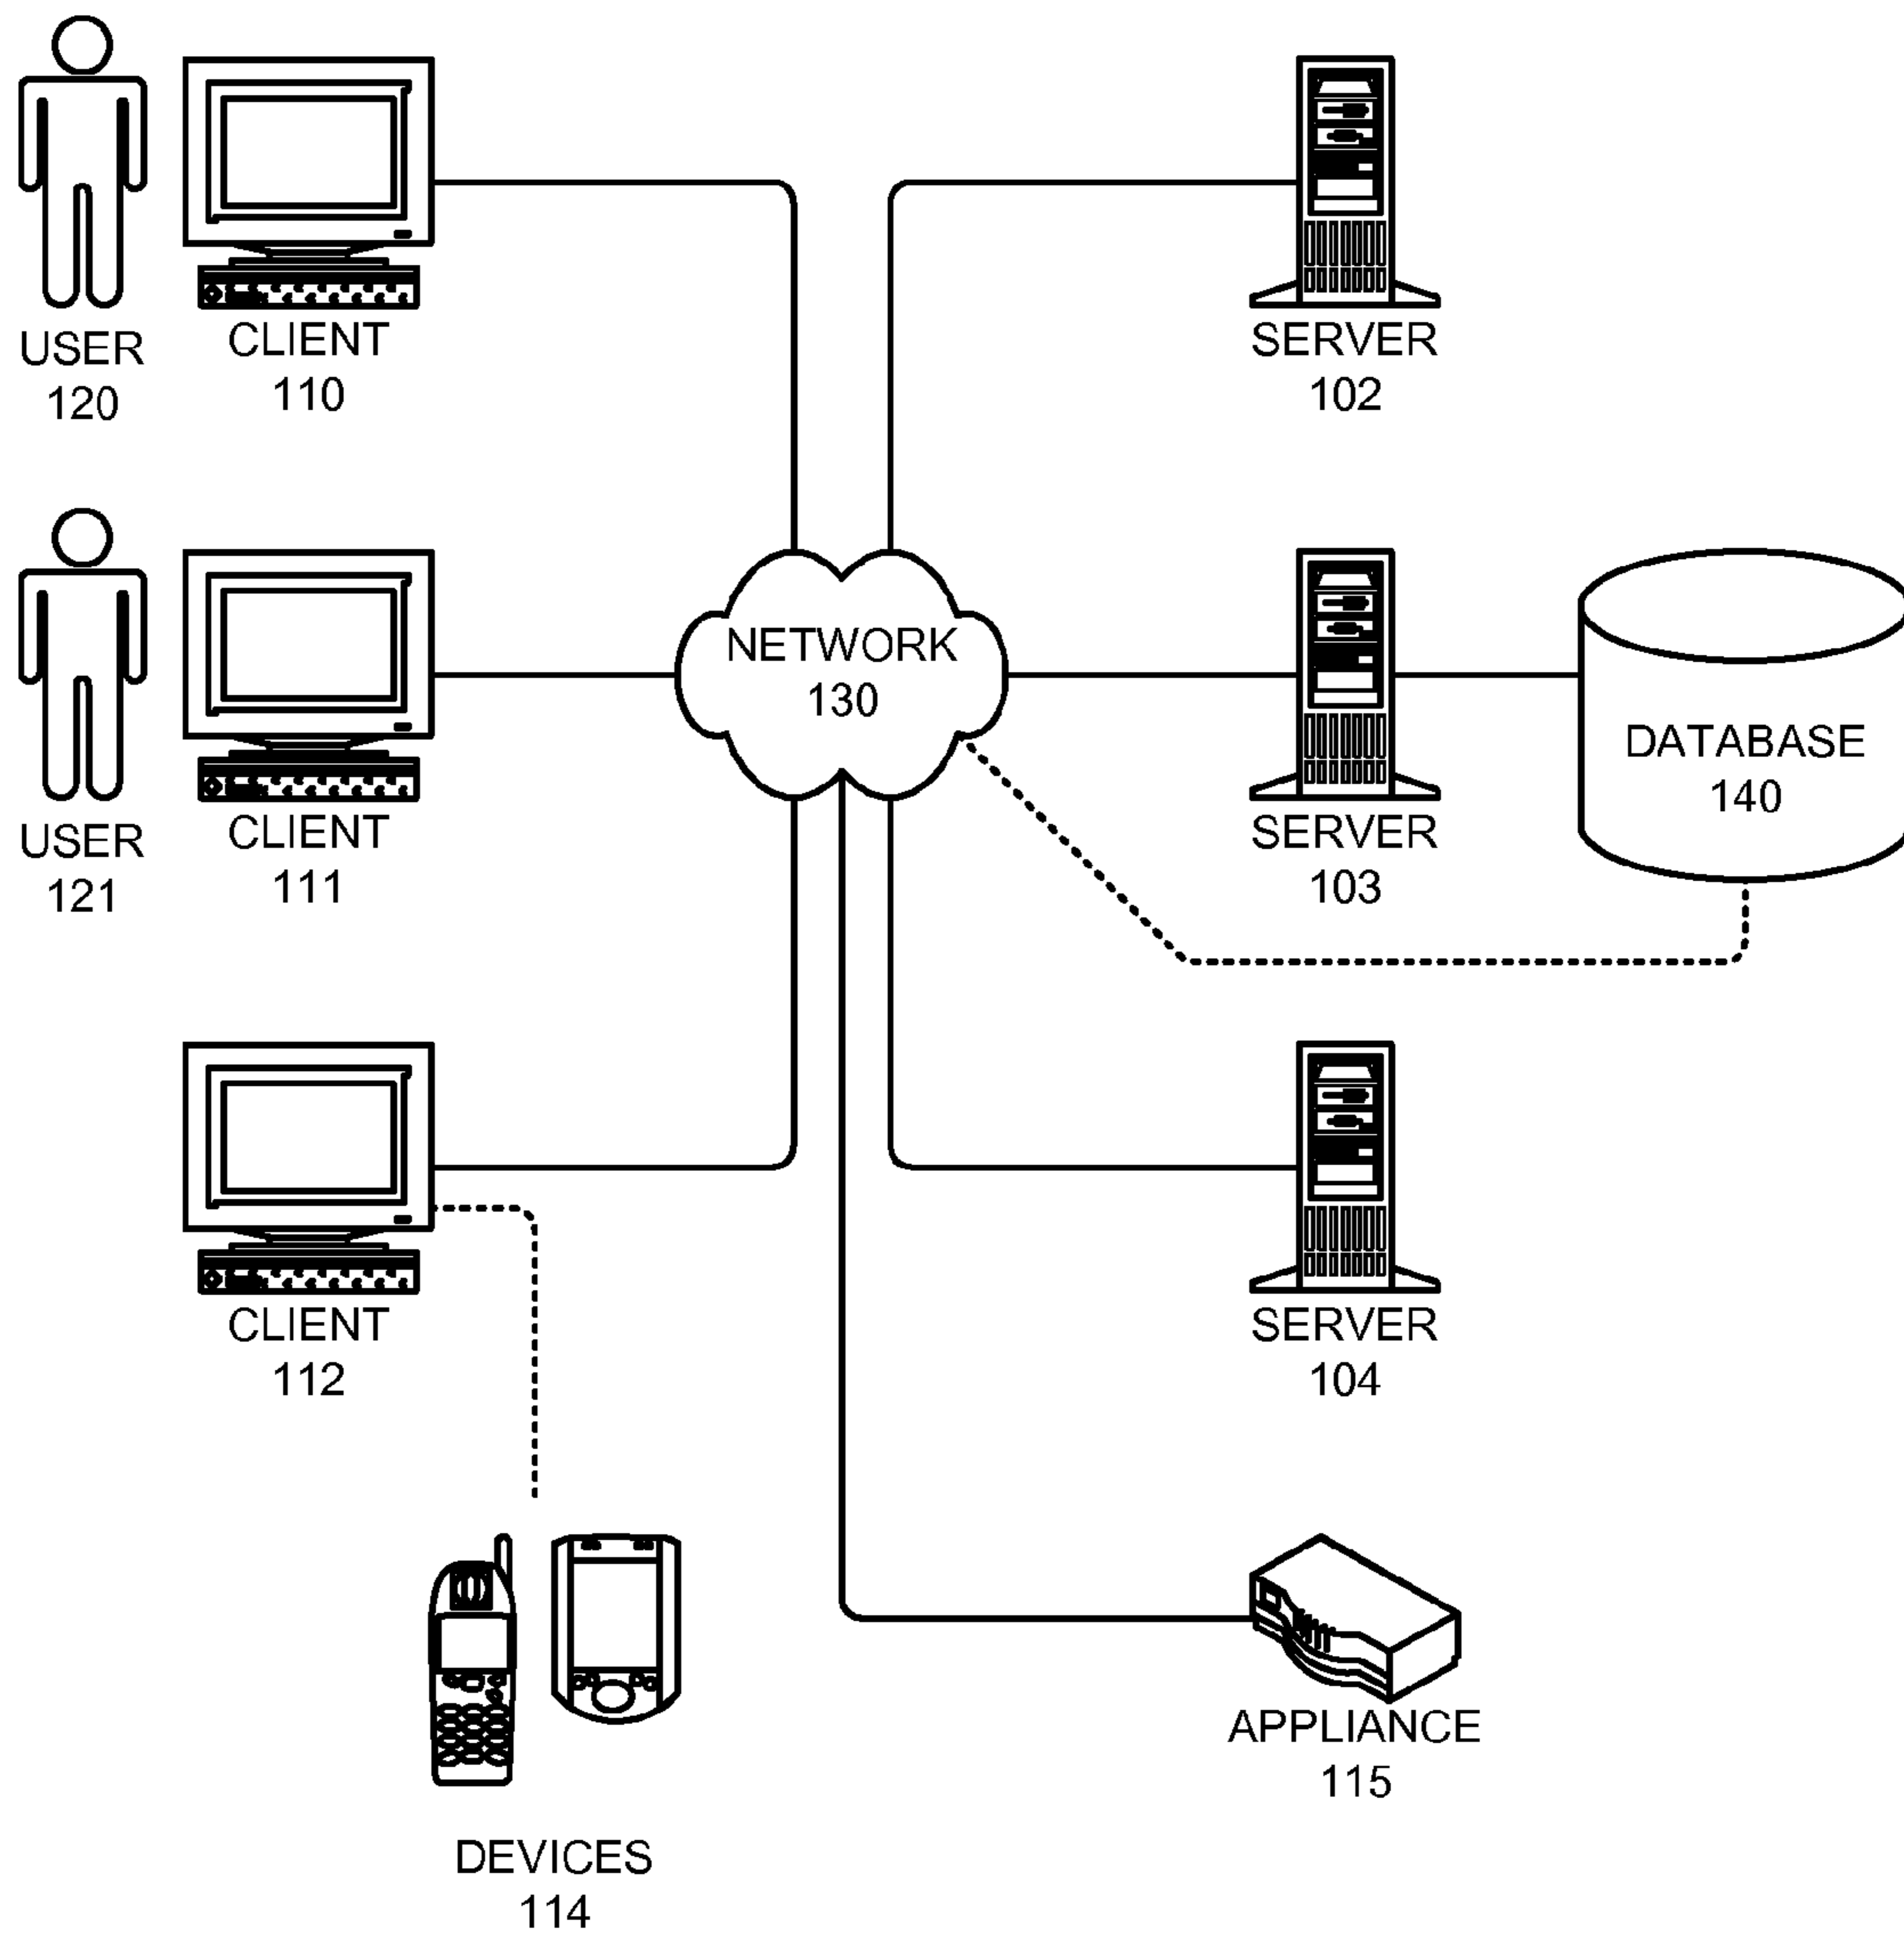 USER
120
CLIENT
110
SERVER
102
USER
121
CLIENT
111
NETWORK
130
SERVER
103
DATABASE
140
CLIENT
112
SERVER
104
DEVICES
114
APPLIANCE
115